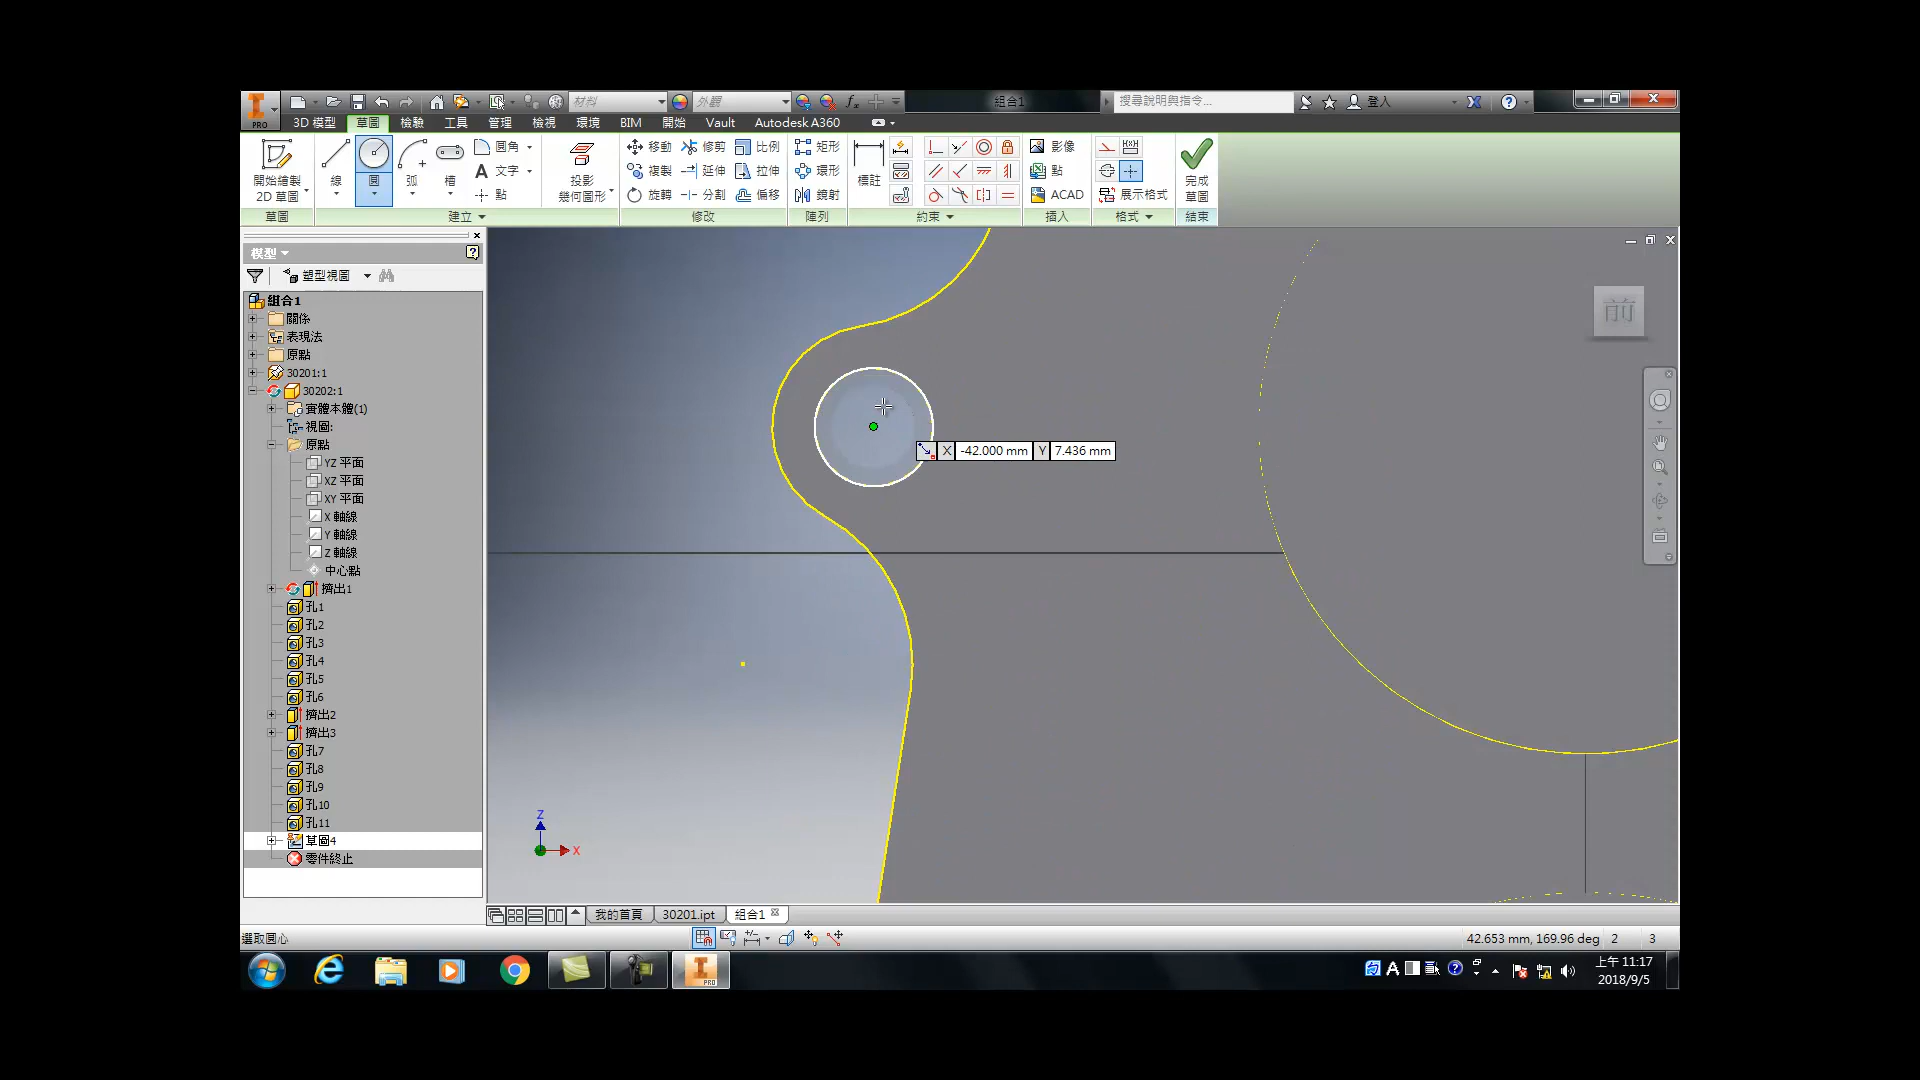 材料 外觀 組合1 搜尋說明與指令... 登入
PRO 3D 模型 草圖 檢驗 工具 管理 檢視 環境 BIM 開始 Vault Autodesk A360
圓角 移動 修剪 比例 矩形 影像
開始繪製 線 圓 弧 槽 A 文字 投影 複製 延伸 拉伸 環形 標註 點 完成
2D 草圖 點 幾何圖形 旋轉 分割 偏移 鏡射 ACAD 展示格式 草圖
草圖 建立 修改 陣列 約束 插入 格式 結束
模型
塑型視圖
組合1
關係
表現法
原點
30201:1
30202:1
實體本體(1)
視圖:
原點
YZ 平面
XZ 平面
XY 平面
X 軸線
Y 軸線
Z 軸線
中心點
擠出1
孔1
孔2
孔3
孔4
孔5
孔6
擠出2
擠出3
孔7
孔8
孔9
孔10
孔11
草圖4
零件終止
前
X -42.000 mm Y 7.436 mm
Z
X
我的首頁 30201.ipt 組合1
選取圓心 42.653 mm, 169.96 deg 2 3
PRO A 上午 11:17
2018/9/5